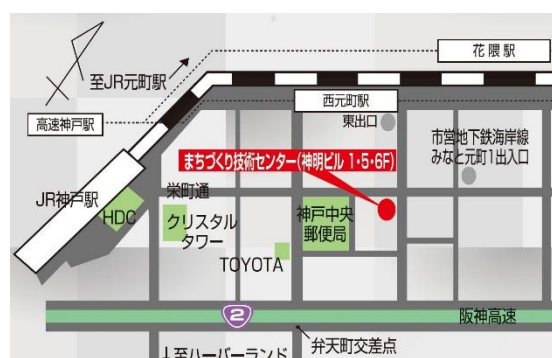 花隈駅
至JR元町駅
西元町駅
高速神戸駅
東出口
市営地下鉄海岸線
みなと元町1出入口
まちづくり技術センター(神明ビル 1・5・6F)
JR神戸駅
HDC
栄町通
クリスタル
タワー
神戸中央
郵便局
TOYOTA
2
阪神高速
弁天町交差点
至ハーバーランド